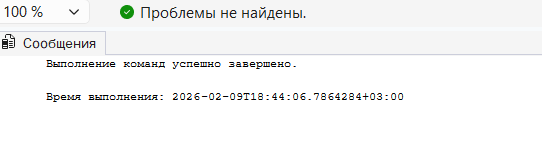 100 %
Проблемы не найдены.
Сообщения
Выполнение команд успешно завершено.
Время выполнения: 2026-02-09T18:44:06.7864284+03:00